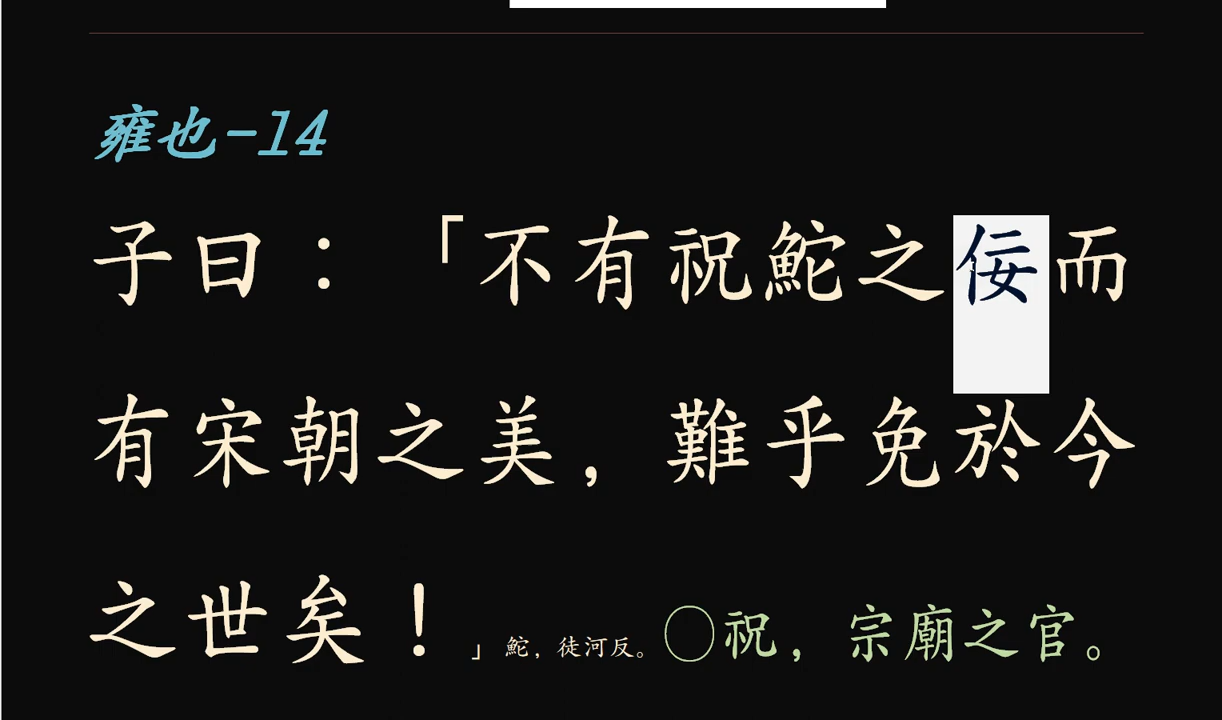 雍也-14
子曰：「不有祝鮀之佞而
有宋朝之美，難乎免於今
之世矣！」鮀，徒河反。○祝，宗廟之官。